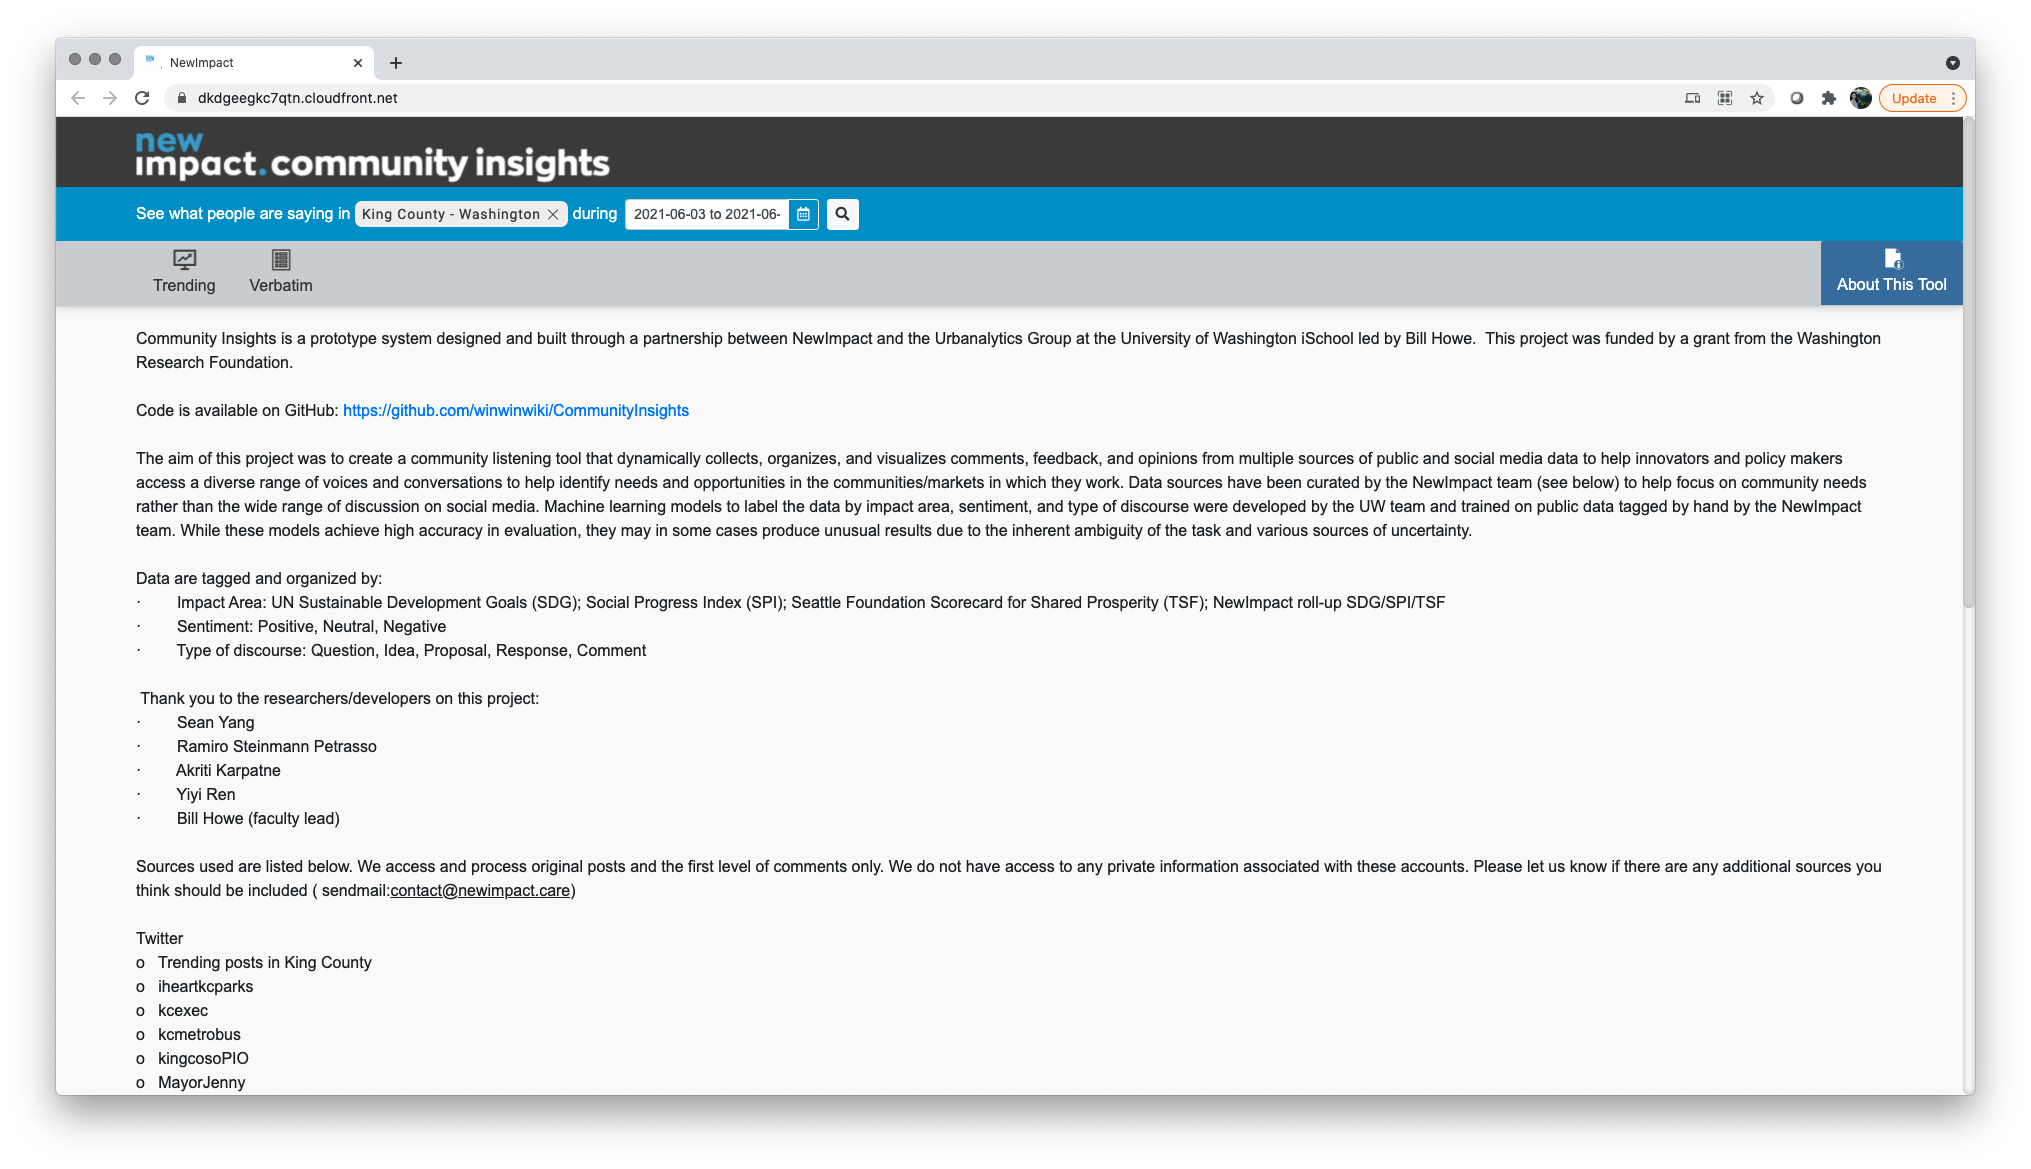 new
NewImpact
dkdgeegkc7qtn.cloudfront.net
Update
new
impact.community insights
See what people are saying in King County - Washington during 2021-06-03 to 2021-06-
Trending
Verbatim
About This Tool
Community Insights is a prototype system designed and built through a partnership between NewImpact and the Urbanalytics Group at the University of Washington iSchool led by Bill Howe.  This project was funded by a grant from the Washington
Research Foundation.
Code is available on GitHub: https://github.com/winwinwiki/CommunityInsights
The aim of this project was to create a community listening tool that dynamically collects, organizes, and visualizes comments, feedback, and opinions from multiple sources of public and social media data to help innovators and policy makers
access a diverse range of voices and conversations to help identify needs and opportunities in the communities/markets in which they work. Data sources have been curated by the NewImpact team (see below) to help focus on community needs
rather than the wide range of discussion on social media. Machine learning models to label the data by impact area, sentiment, and type of discourse were developed by the UW team and trained on public data tagged by hand by the NewImpact
team. While these models achieve high accuracy in evaluation, they may in some cases produce unusual results due to the inherent ambiguity of the task and various sources of uncertainty.
Data are tagged and organized by:
· Impact Area: UN Sustainable Development Goals (SDG); Social Progress Index (SPI); Seattle Foundation Scorecard for Shared Prosperity (TSF); NewImpact roll-up SDG/SPI/TSF
· Sentiment: Positive, Neutral, Negative
· Type of discourse: Question, Idea, Proposal, Response, Comment
Thank you to the researchers/developers on this project:
· Sean Yang
· Ramiro Steinmann Petrasso
· Akriti Karpatne
· Yiyi Ren
· Bill Howe (faculty lead)
Sources used are listed below. We access and process original posts and the first level of comments only. We do not have access to any private information associated with these accounts. Please let us know if there are any additional sources you
think should be included ( sendmail:contact@newimpact.care)
Twitter
o Trending posts in King County
o iheartkcparks
o kcexec
o kcmetrobus
o kingcosoPIO
o MayorJenny